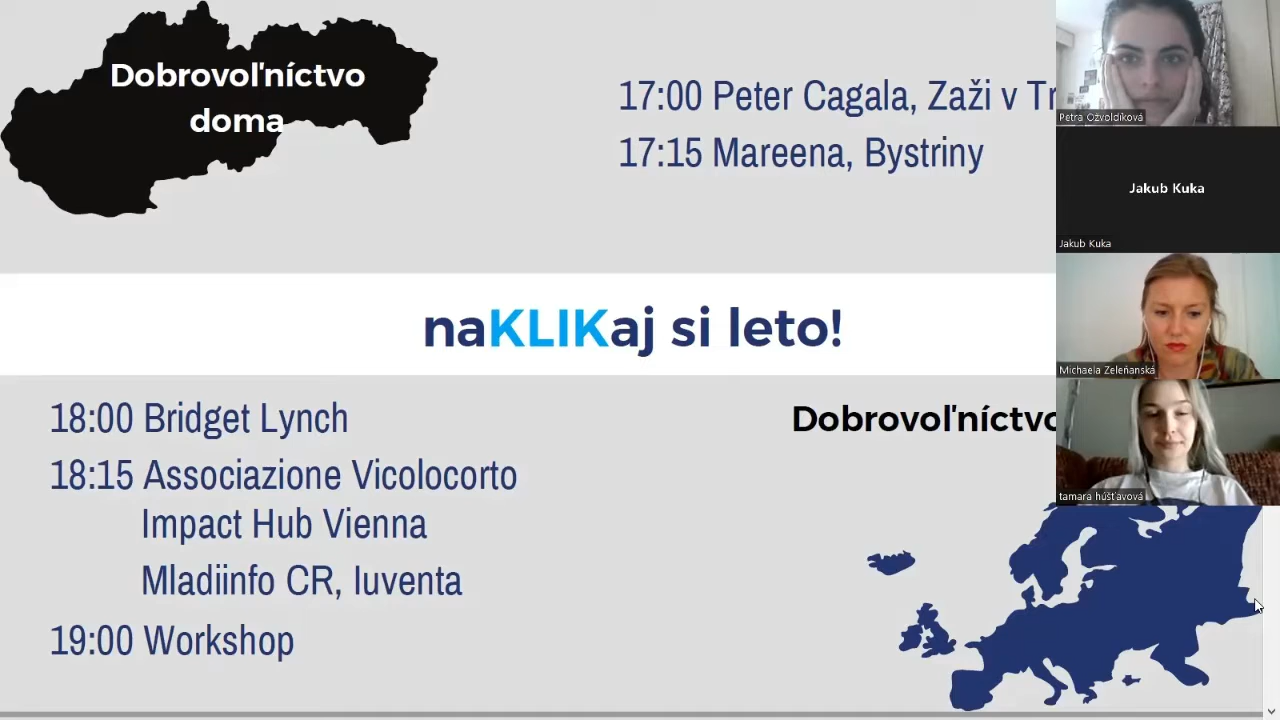 Dobrovoľníctvo
doma
17:00 Peter Cagala, Zaži v Tr
17:15 Mareena, Bystriny
naKLIKaj si leto!
18:00 Bridget Lynch
18:15 Associazione Vicolocorto
Impact Hub Vienna
Mladiinfo CR, Iuventa
19:00 Workshop
Dobrovoľníctvo
Petra Ožvoldíková
Jakub Kuka
Jakub Kuka
Michaela Zeleňanská
tamara húšťavová